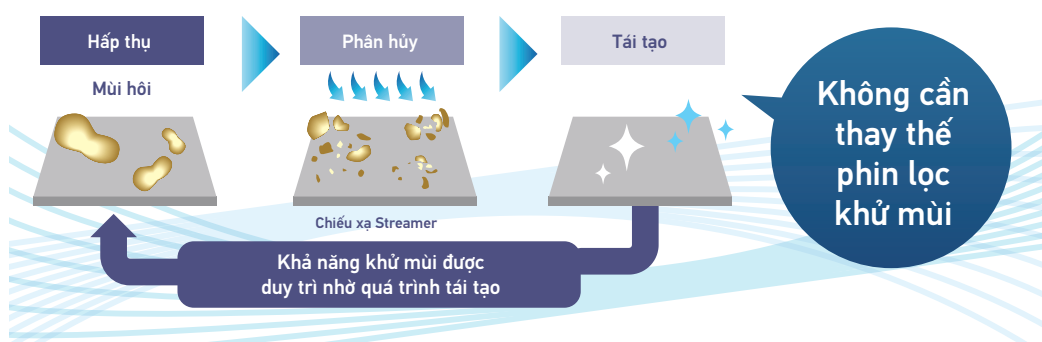 Hấp thụ
Phân hủy
Tái tạo
Mùi hôi
Chiếu xạ Streamer
Khả năng khử mùi được
duy trì nhờ quá trình tái tạo
Không cần
thay thế
phin lọc
khử mùi